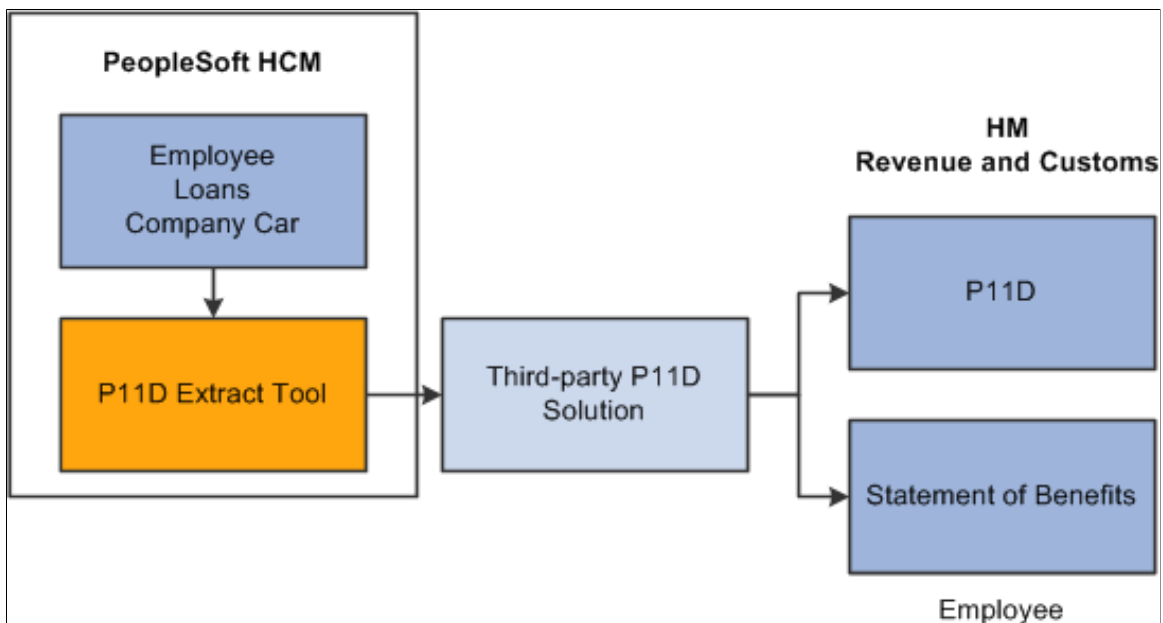 PeopleSoft HCM
Employee
Loans
Company Car
P11D Extract Tool
Third-party P11D
Solution
HM
Revenue and Customs
P11D
Statement of Benefits
Employee